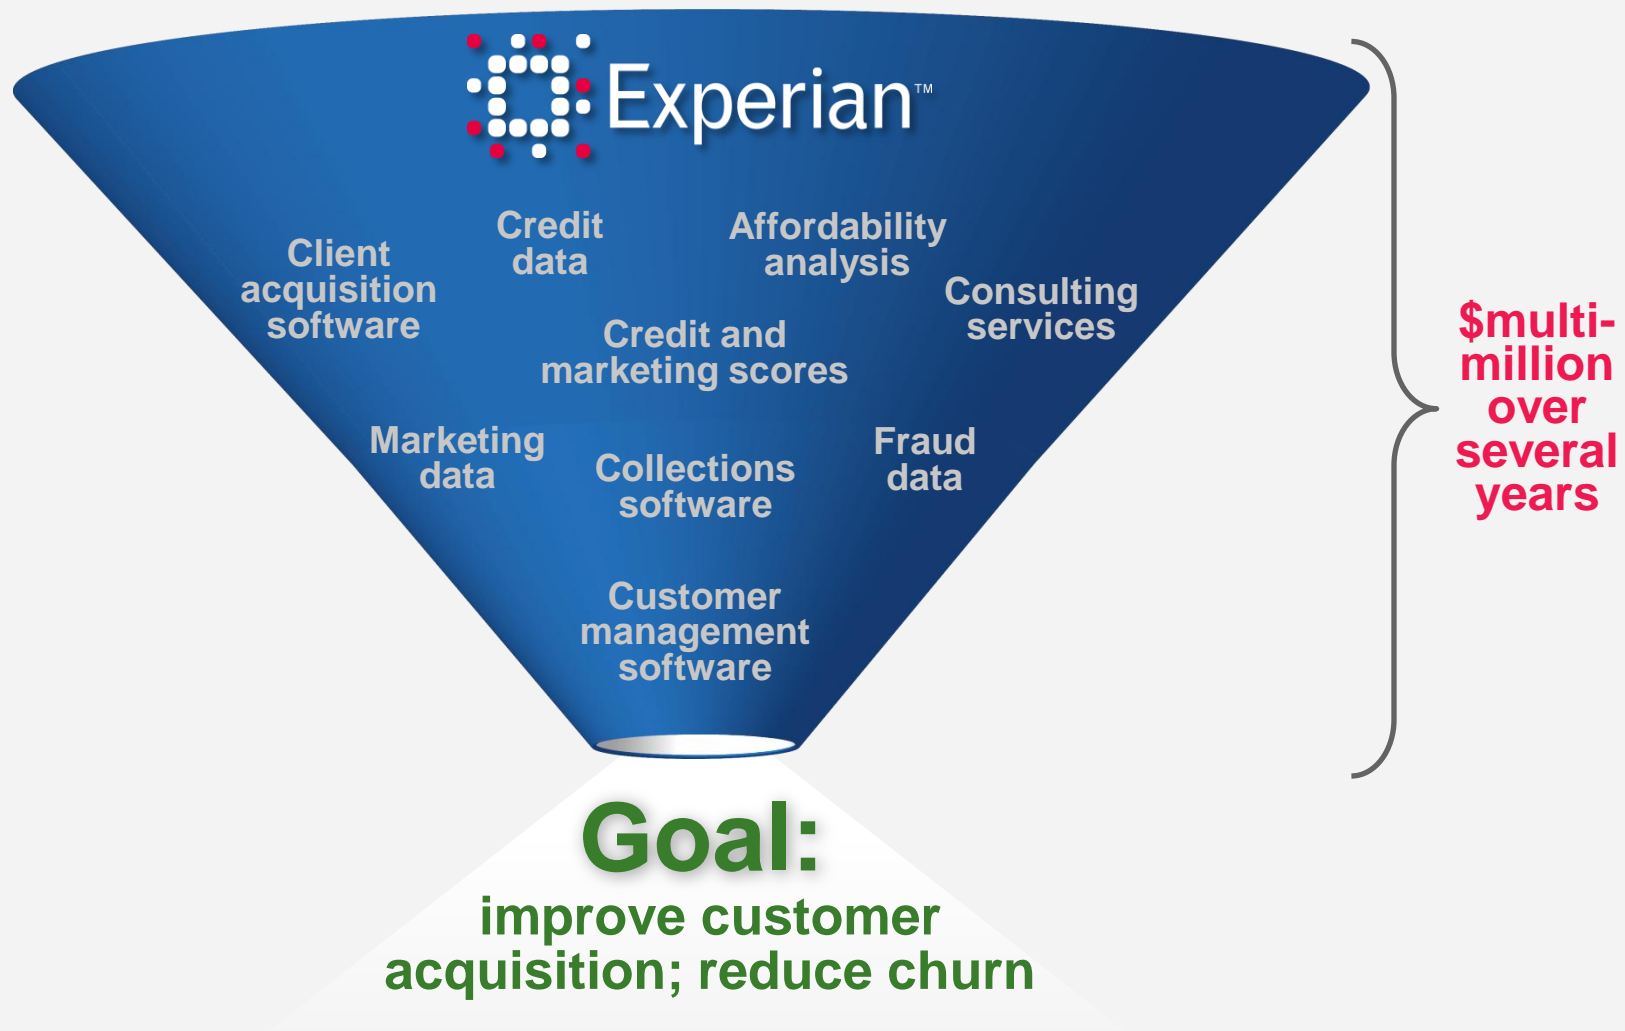 Experian™
Credit
data
Affordability
analysis
Client
acquisition
software
Consulting
services
Credit and
marketing scores
Marketing
data
Collections
software
Fraud
data
Customer
management
software
$multi-
million
over
several
years
Goal:
improve customer
acquisition; reduce churn